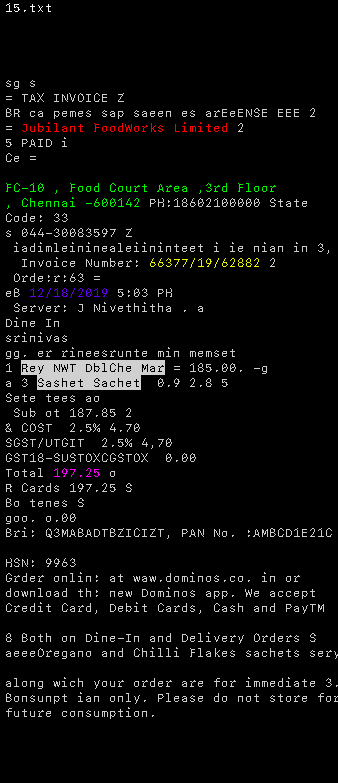 15.txt
sg s
= TAX INVOICE Z
BR ca pemes sap saeen es arEeENSE EEE 2
= Jubilant FoodWorks Limited 2
5 PAID i
Ce =
FC-10 , Food Court Area ,3rd Floor
, Chennai -600142 PH:18602100000 State
Code: 33
s 044-30083597 Z
iadimleininealeiininteet i ie nian in 3,
Invoice Number: 66377/19/62882 2
Orde:r:63 =
eB 12/18/2019 5:03 PM
Server: J Nivethitha . a
Dine In
srinivas
gg. er rineesrunte min memset
1 Rey NWT DblChe Mar = 185.00. -g
a 3 Sashet Sachet 0.9 2.8 5
Sete tees ao
Sub ot 187.85 2
& COST 2.5% 4.70
SGST/UTGIT 2.5% 4,70
GST18-SUSTOXCGSTOX 0.00
Total 197.25 o
R Cards 197.25 S
Bo tenes S
goo. o.00
Bri: Q3MABADTBZICIZT, PAN No. :AMBCD1E21C
HSN: 9963
Grder onlin: at waw.dominos.co. in or
download th: new Dominos app. We accept
Credit Card, Debit Cards, Cash and PayTM
8 Both on Dine-In and Delivery Orders S
aeeeOregano and Chilli Flakes sachets serv
along wich your order are for immediate 3.
Bonsunpt ian only. Please do not store for
future consumption.